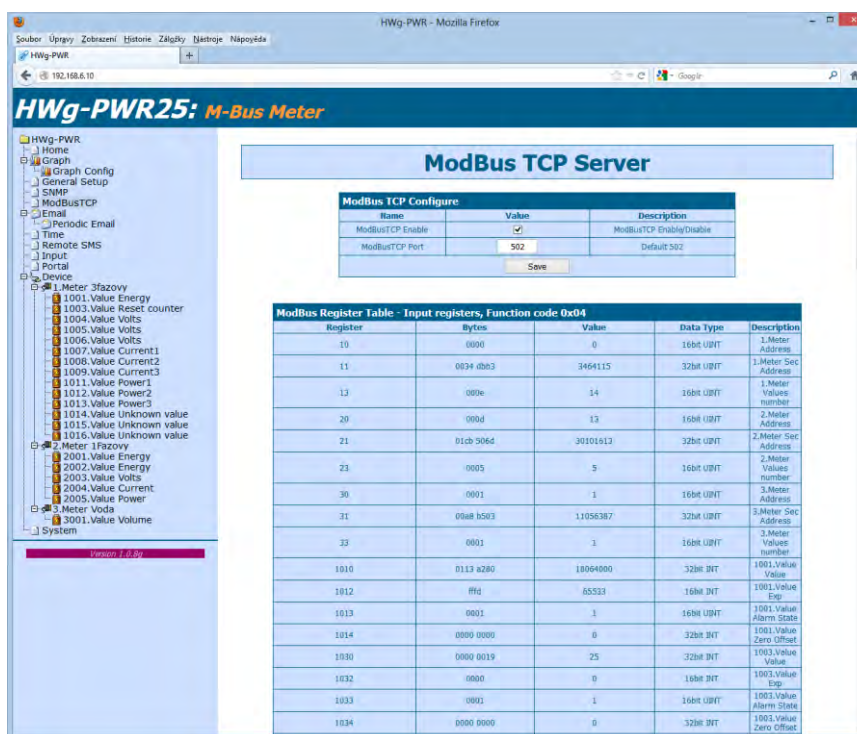 HWg-PWR - Mozilla Firefox
Soubor Úpravy Zobrazení Historie Záložky Nástroje Nápověda
HWg-PWR +
192.168.6.10 Google
HWg-PWR25: M-Bus Meter
HWg-PWR
Home
Graph
Graph Config
General Setup
SNMP
ModBusTCP
Email
Periodic Email
Time
Remote SMS
Input
Portal
Device
1.Meter 3fazovy
1001.Value Energy
1003.Value Reset counter
1004.Value Volts
1005.Value Volts
1006.Value Volts
1007.Value Current1
1008.Value Current2
1009.Value Current3
1011.Value Power1
1012.Value Power2
1013.Value Power3
1014.Value Unknown value
1015.Value Unknown value
1016.Value Unknown value
2.Meter 1Fazovy
2001.Value Energy
2002.Value Energy
2003.Value Volts
2004.Value Current
2005.Value Power
3.Meter Voda
3001.Value Volume
System
Version 1.0.8g
ModBus TCP Server
ModBus TCP Configure
Name Value Description
ModBusTCP Enable ModBusTCP Enable/Disable
ModBusTCP Port 502 Default 502
Save
ModBus Register Table - Input registers, Function code 0x04
Register Bytes Value Data Type Description
10 0000 0 16bit UINT 1.Meter Address
11 0034 dbb3 3464115 32bit UINT 1.Meter Sec Address
13 000e 14 16bit UINT 1.Meter Values number
20 000d 13 16bit UINT 2.Meter Address
21 01cb 506d 30101613 32bit UINT 2.Meter Sec Address
23 0005 5 16bit UINT 2.Meter Values number
30 0001 1 16bit UINT 3.Meter Address
31 00a8 b503 11056387 32bit UINT 3.Meter Sec Address
33 0001 1 16bit UINT 3.Meter Values number
1010 0113 a280 18064000 32bit INT 1001.Value Value
1012 fffd 65533 16bit INT 1001.Value Exp
1013 0001 1 16bit UINT 1001.Value Alarm State
1014 0000 0000 0 32bit INT 1001.Value Zero Offset
1030 0000 0019 25 32bit INT 1003.Value Value
1032 0000 0 16bit INT 1003.Value Exp
1033 0001 1 16bit UINT 1003.Value Alarm State
1034 0000 0000 0 32bit INT 1003.Value Zero Offset